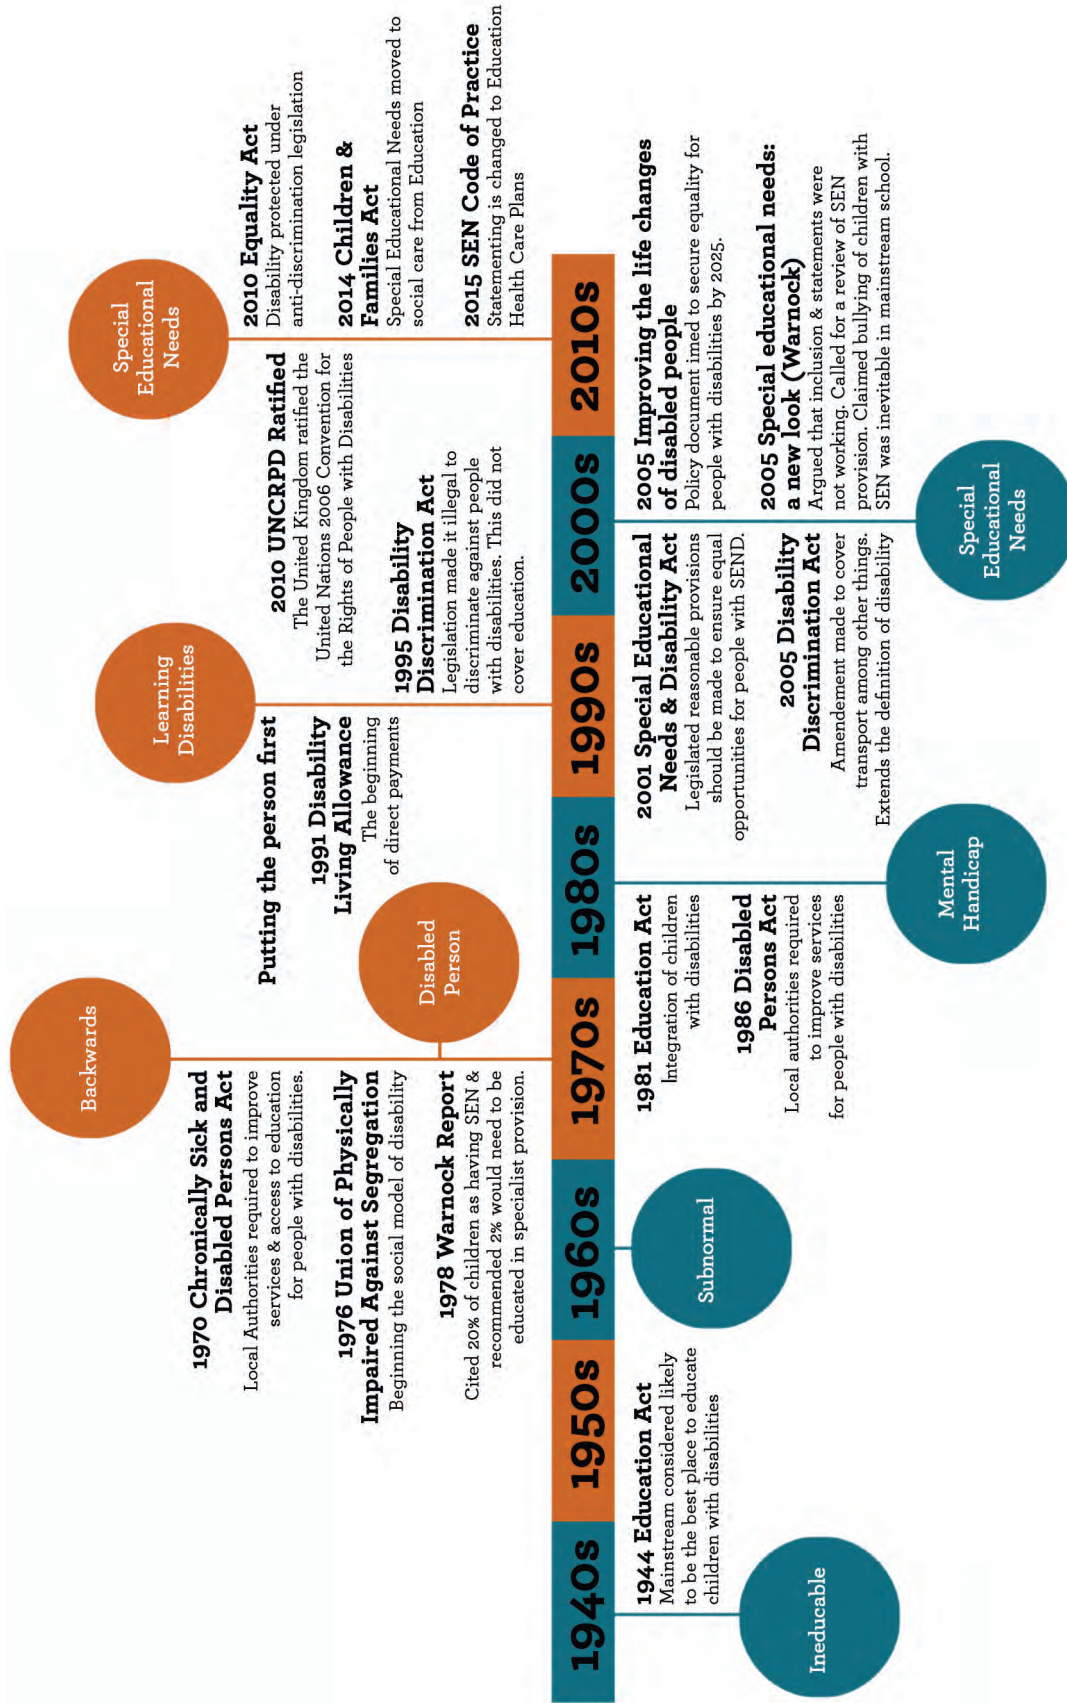 Backwards
1970 Chronically Sick and
Disabled Persons Act
Local Authorities required to improve
services & access to education
for people with disabilities.
1976 Union of Physically
Impaired Against Segregation
Beginning the social model of disability
1978 Warnock Report
Cited 20% of children as having SEN &
recommended 2% would need to be
educated in specialist provision.
Disabled
Person
Learning
Disabilities
Putting the person first
1991 Disability
Living Allowance
The beginning
of direct payments
1995 Disability
Discrimination Act
Legislation made it illegal to
discriminate against people
with disabilities. This did not
cover education.
Special
Educational
Needs
2010 UNCRPD Ratified
The United Kingdom ratified the
United Nations 2006 Convention for
the Rights of People with Disabilities
2010 Equality Act
Disability protected under
anti-discrimination legislation
2014 Children &
Families Act
Special Educational Needs moved to
social care from Education
2015 SEN Code of Practice
Statementing is changed to Education
Health Care Plans
1940s
1950s
1960s
1970s
1980s
1990s
2000s
2010s
1944 Education Act
Mainstream considered likely
to be the best place to educate
children with disabilities
Ineducable
Subnormal
1981 Education Act
Integration of children
with disabilities
1986 Disabled
Persons Act
Local authorities required
to improve services
for people with disabilities
Mental
Handicap
2001 Special Educational
Needs & Disability Act
Legislated reasonable provisions
should be made to ensure equal
opportunities for people with SEND.
2005 Disability
Discrimination Act
Amendement made to cover
transport among other things.
Extends the definition of disability
2005 Improving the life changes
of disabled people
Policy document imed to secure equality for
people with disabilities by 2025.
2005 Special educational needs:
a new look (Warnock)
Argued that inclusion & statements were
not working. Called for a review of SEN
provision. Claimed bullying of children with
SEN was inevitable in mainstream school.
Special
Educational
Needs